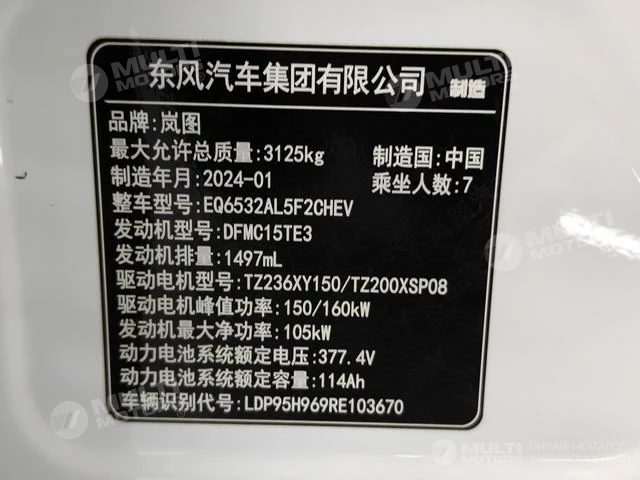 东风汽车集团有限公司 制造
品牌:岚图
最大允许总质量:3125kg 制造国:中国
制造年月:2024-01 乘坐人数:7
整车型号:EQ6532AL5F2CHEV
发动机型号:DFMC15TE3
发动机排量:1497mL
驱动电机型号:TZ236XY150/TZ200XSP08
驱动电机峰值功率:150/160kW
发动机最大净功率:105kW
动力电池系统额定电压:377.4V
动力电池系统额定容量:114Ah
车辆识别代号:LDP95H969RE103670
MULTI MOTORS
ОНЛАЙН-КАТАЛОГ